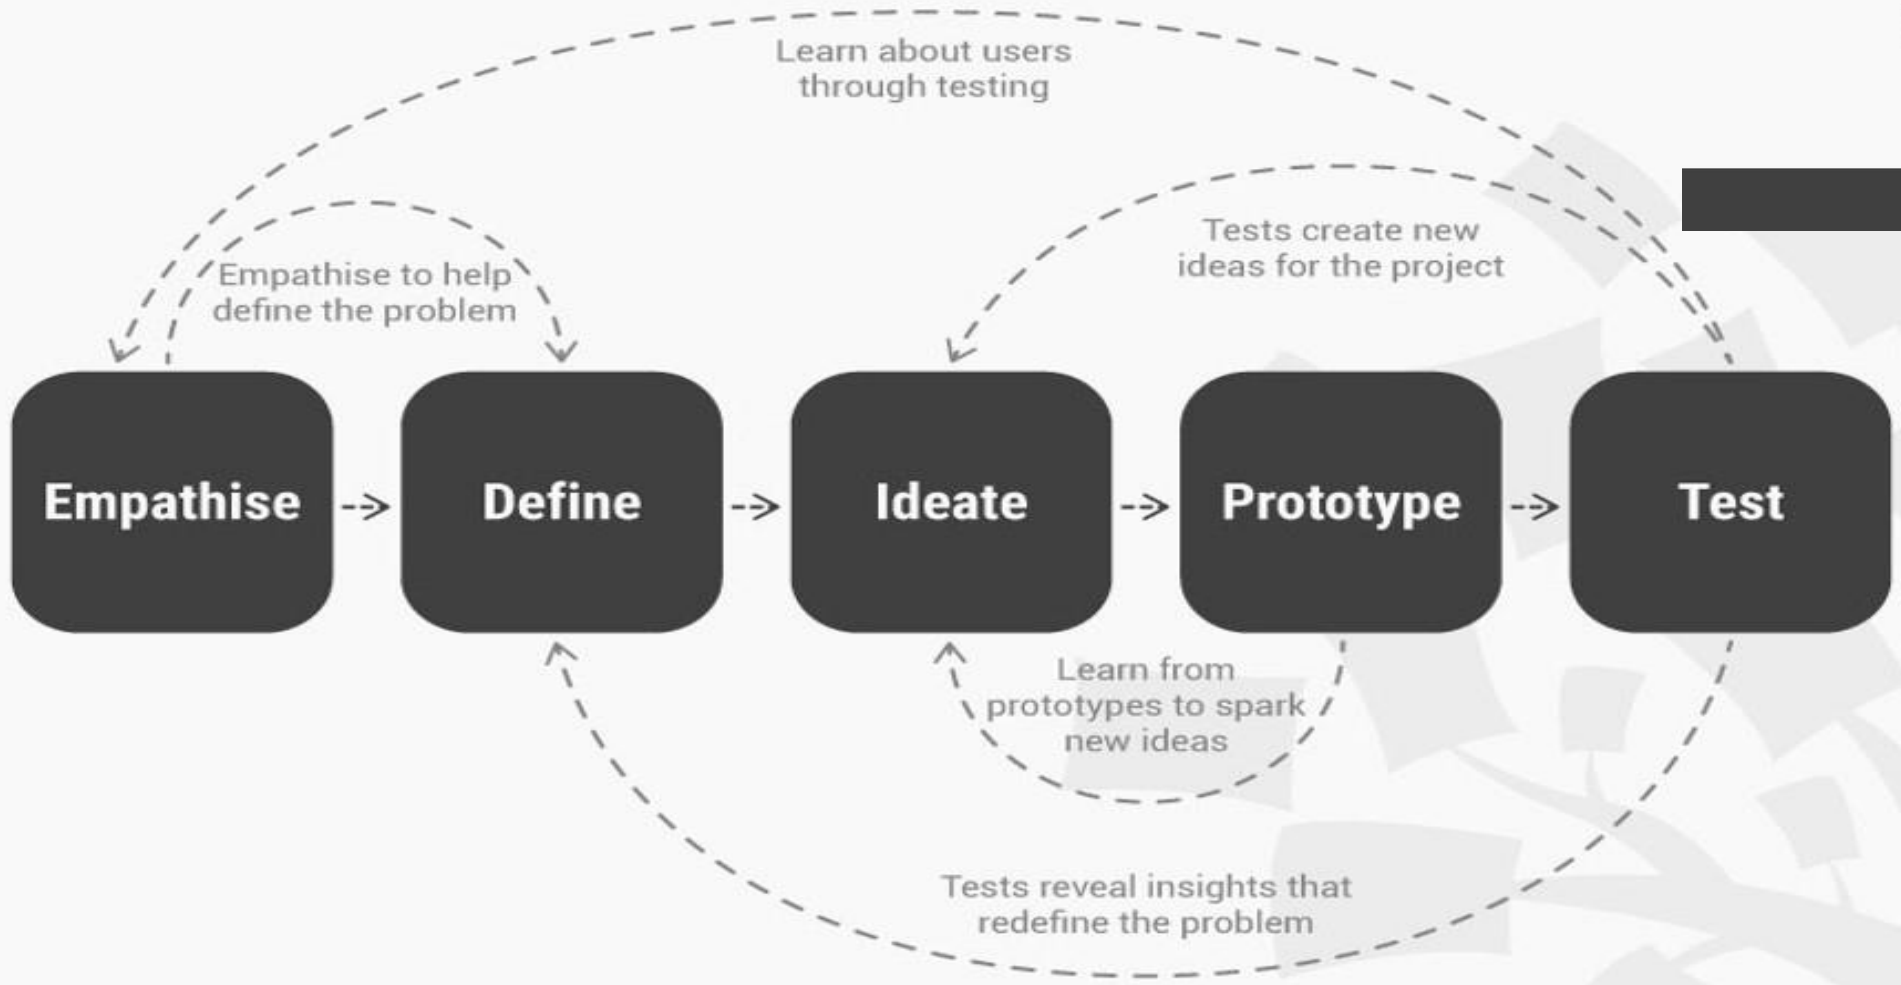 Learn about users
through testing
Tests create new
ideas for the project
Empathise to help
define the problem
Empathise
Define
Ideate
Prototype
Test
Learn from
prototypes to spark
new ideas
Tests reveal insights that
redefine the problem